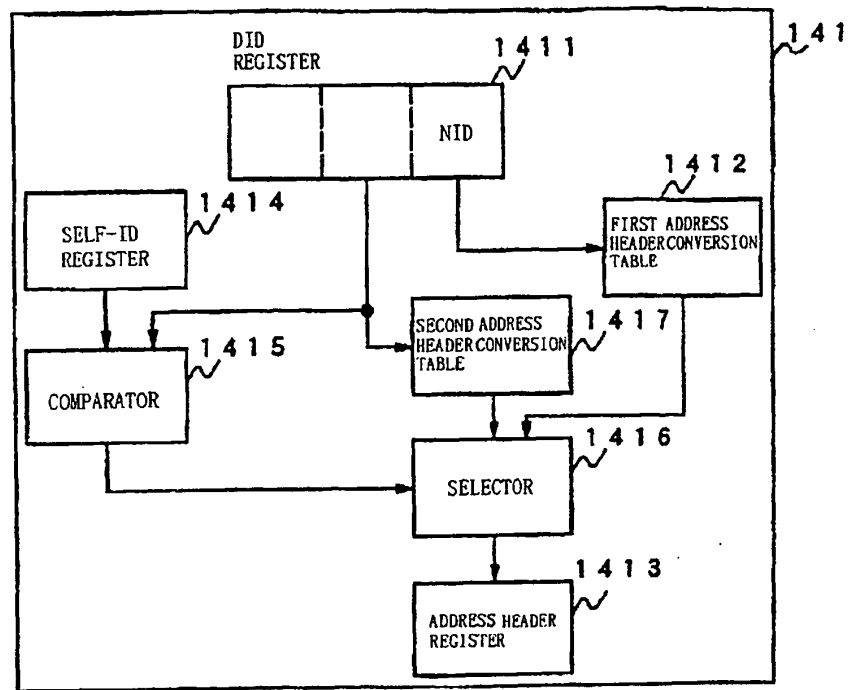 141
DID
REGISTER
1411
NID
1412
1414
SELF-ID
REGISTER
FIRST ADDRESS
HEADER CONVERSION
TABLE
1415
SECOND ADDRESS
HEADER CONVERSION
TABLE
1417
COMPARATOR
1416
SELECTOR
1413
ADDRESS HEADER
REGISTER